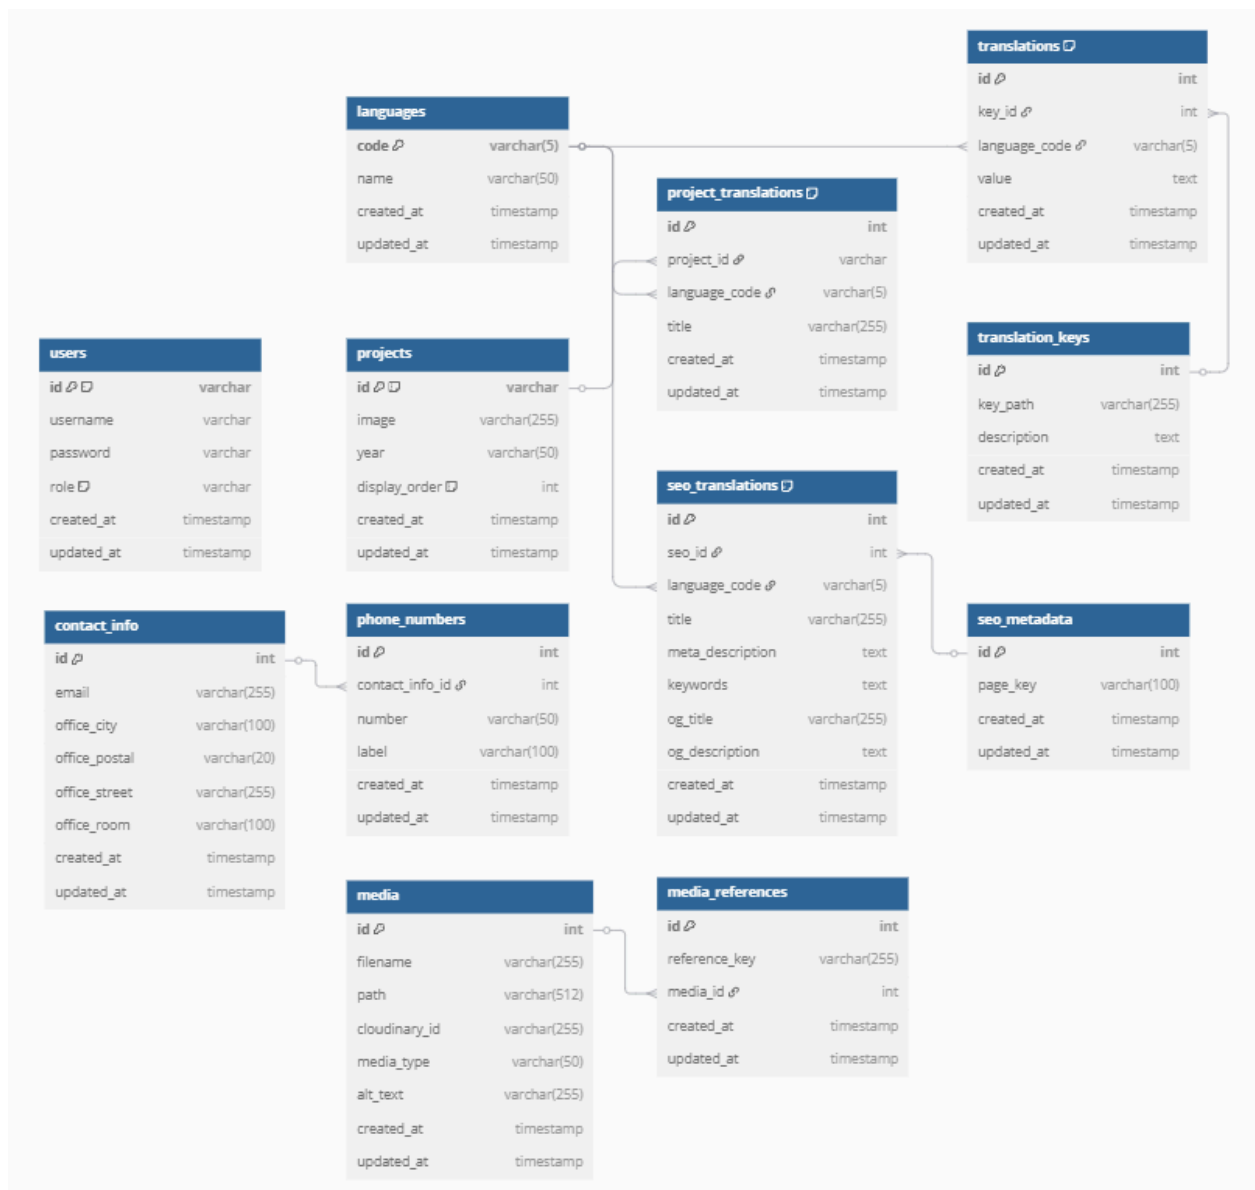 translations
id int
key_id int
language_code varchar(5)
value text
created_at timestamp
updated_at timestamp
languages
code varchar(5)
name varchar(50)
created_at timestamp
updated_at timestamp
project_translations
id int
project_id varchar
language_code varchar(5)
title varchar(255)
created_at timestamp
updated_at timestamp
translation_keys
id int
key_path varchar(255)
description text
created_at timestamp
updated_at timestamp
users
id varchar
username varchar
password varchar
role varchar
created_at timestamp
updated_at timestamp
projects
id varchar
image varchar(255)
year varchar(50)
display_order int
created_at timestamp
updated_at timestamp
seo_translations
id int
seo_id int
language_code varchar(5)
title varchar(255)
meta_description text
keywords text
og_title varchar(255)
og_description text
created_at timestamp
updated_at timestamp
seo_metadata
id int
page_key varchar(100)
created_at timestamp
updated_at timestamp
contact_info
id int
email varchar(255)
office_city varchar(100)
office_postal varchar(20)
office_street varchar(255)
office_room varchar(100)
created_at timestamp
updated_at timestamp
phone_numbers
id int
contact_info_id int
number varchar(50)
label varchar(100)
created_at timestamp
updated_at timestamp
media
id int
filename varchar(255)
path varchar(512)
cloudinary_id varchar(255)
media_type varchar(50)
alt_text varchar(255)
created_at timestamp
updated_at timestamp
media_references
id int
reference_key varchar(255)
media_id int
created_at timestamp
updated_at timestamp